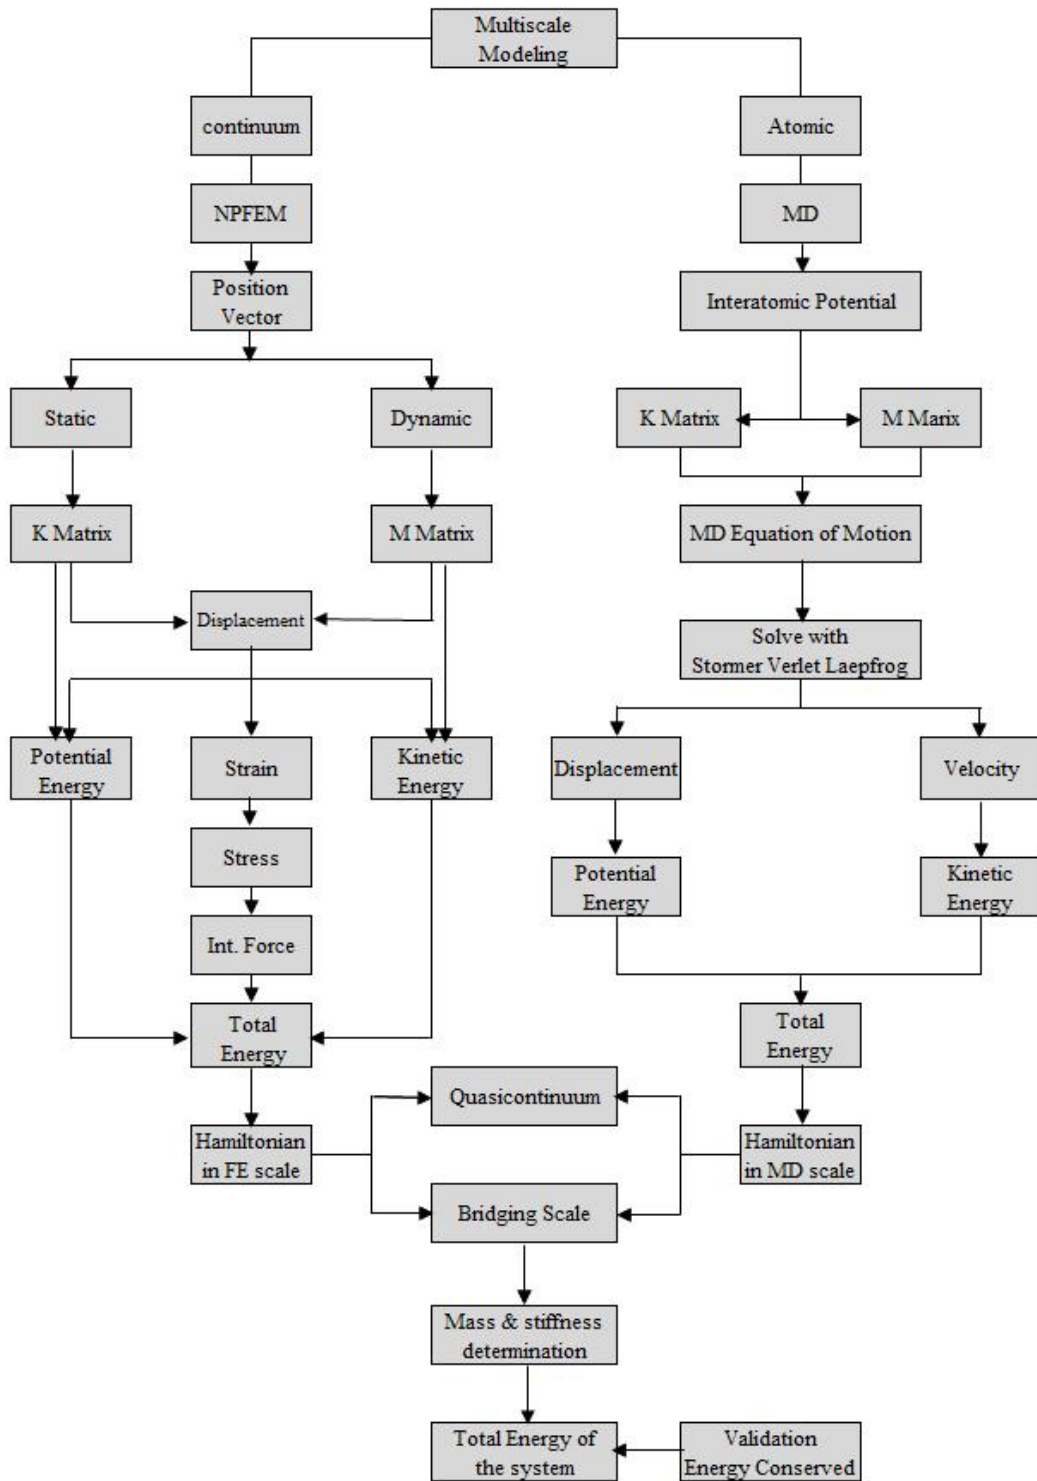 Multiscale
Modeling
continuum
Atomic
NPFEM
MD
Position
Vector
Interatomic Potential
Static
Dynamic
K Matrix
M Marix
K Matrix
M Matrix
MD Equation of Motion
Displacement
Solve with
Stormer Verlet Laepfrog
Potential
Energy
Strain
Kinetic
Energy
Displacement
Velocity
Stress
Potential
Energy
Kinetic
Energy
Int. Force
Total
Energy
Total
Energy
Quasicontinuum
Hamiltonian
in FE scale
Hamiltonian
in MD scale
Bridging Scale
Mass & stiffness
determination
Total Energy of
the system
Validation
Energy Conserved